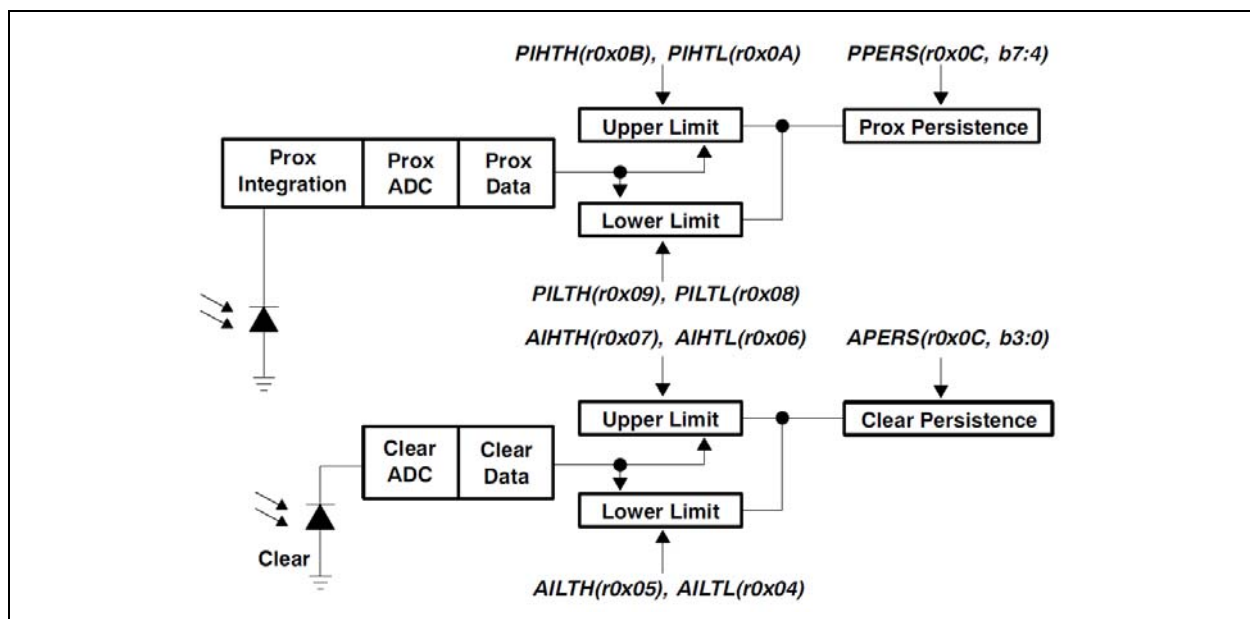 PIHTH(r0x0B), PIHTL(r0x0A)
PPERS(r0x0C, b7:4)
Upper Limit
Prox Persistence
Prox
Integration
Prox
ADC
Prox
Data
Lower Limit
PILTH(r0x09), PILTL(r0x08)
AIHTH(r0x07), AIHTL(r0x06)
APERS(r0x0C, b3:0)
Upper Limit
Clear Persistence
Clear
ADC
Clear
Data
Lower Limit
Clear
AILTH(r0x05), AILTL(r0x04)